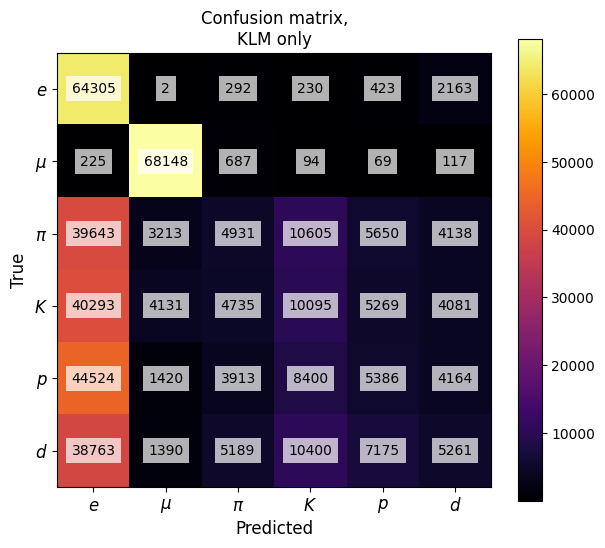 Confusion matrix,
KLM only
True
e 64305 2 292 230 423 2163
μ 225 68148 687 94 69 117
π 39643 3213 4931 10605 5650 4138
K 40293 4131 4735 10095 5269 4081
p 44524 1420 3913 8400 5386 4164
d 38763 1390 5189 10400 7175 5261
e μ π K p d
Predicted
60000
50000
40000
30000
20000
10000